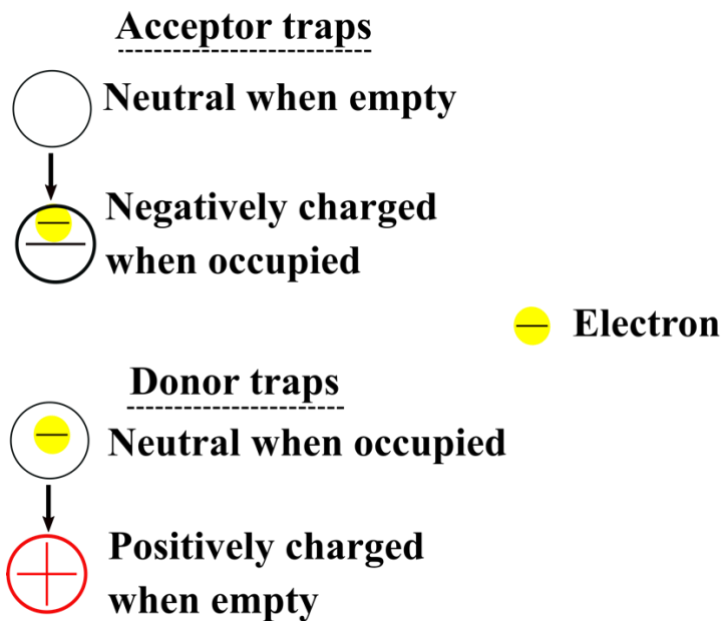 Acceptor traps
Neutral when empty
Negatively charged
when occupied
Electron
Donor traps
Neutral when occupied
Positively charged
when empty